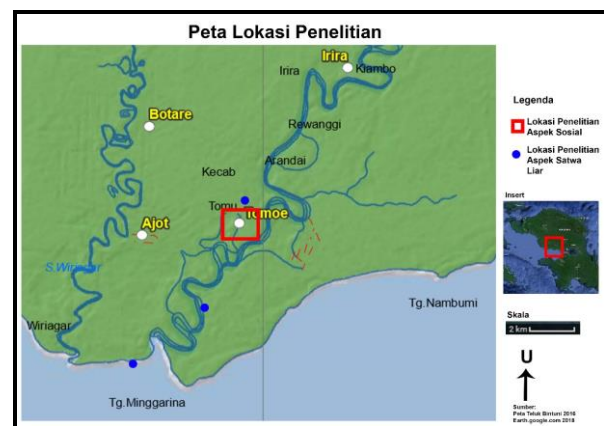 Peta Lokasi Penelitian
Irira
Irira
Kiambo
Botare
Rewanggi
Arandai
Kecab
Tomu
Tomoe
Ajot
S.Wiriagar
Tg.Nambumi
Wiriagar
Tg.Minggarina
Legenda
Lokasi Penelitian
Aspek Sosial
Lokasi Penelitian
Aspek Satwa
Liar
Insert
Skala
2 km
U
Sumber:
Peta Teluk Bintuni 2016
Earth.google.com 2018